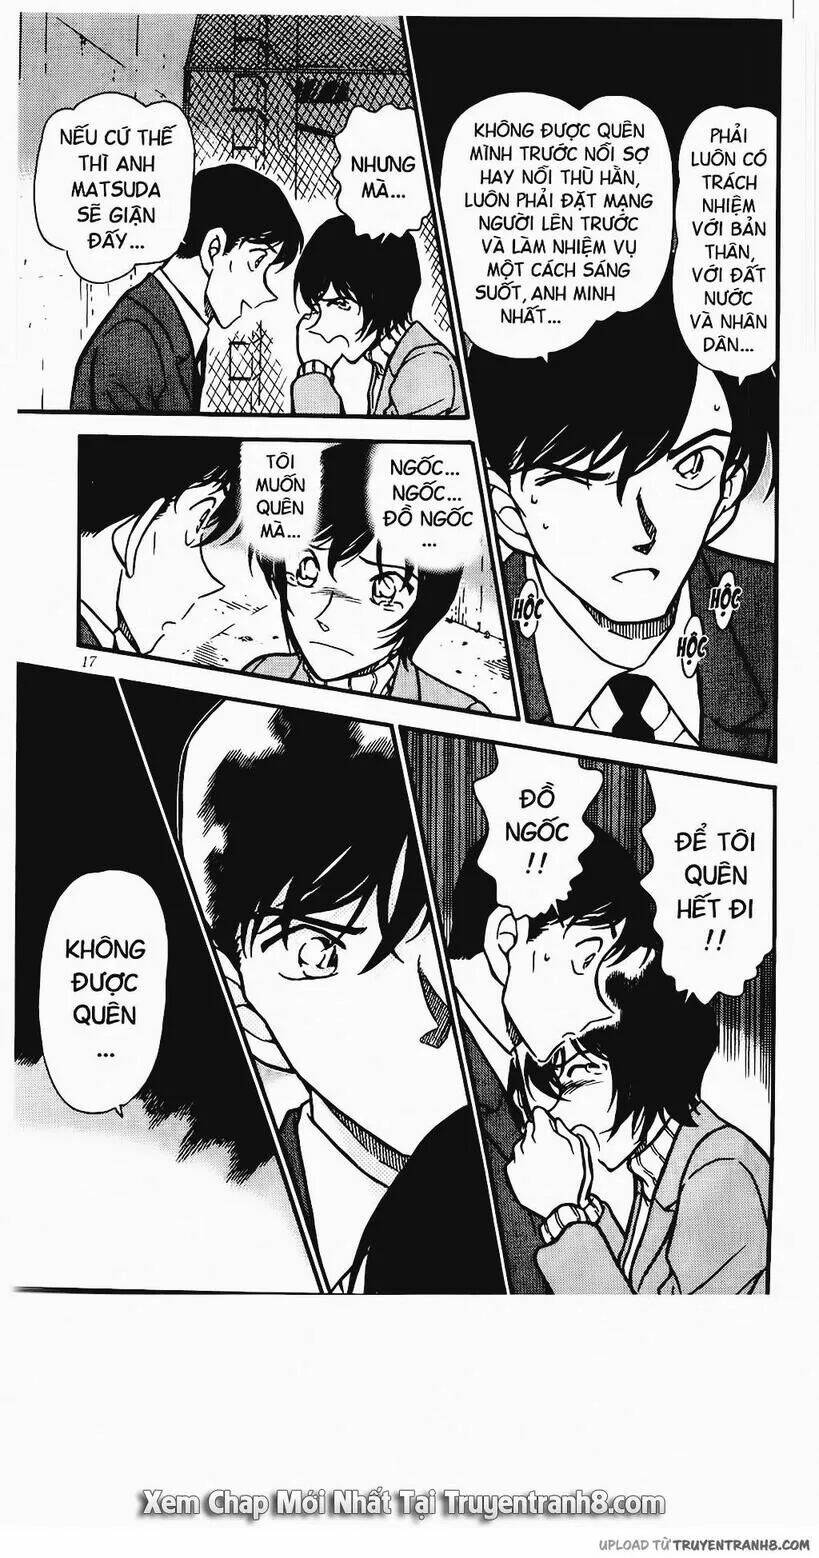 PHẢI
LUÔN CÓ
TRÁCH
NHIỆM
VỚI BẢN
THÂN,
VỚI ĐẤT
NƯỚC
VÀ NHÂN
DÂN...
KHÔNG ĐƯỢC QUÊN
MÌNH TRƯỚC NỖI SỢ
HAY NỖI THÙ HẰN,
LUÔN PHẢI ĐẶT MẠNG
NGƯỜI LÊN TRƯỚC
VÀ LÀM NHIỆM VỤ
MỘT CÁCH SÁNG
SUỐT, ANH MINH
NHẤT...
HỘC
HỘC
HỘC
NHƯNG
MÀ...
NẾU CỨ THẾ
THÌ ANH
MATSUDA
SẼ GIẬN
ĐẤY...
NGỐC...
NGỐC...
ĐỒ NGỐC
...
TÔI
MUỐN
QUÊN
MÀ...
17
ĐỂ TÔI
QUÊN
HẾT ĐI
!!
ĐỒ
NGỐC
!!
KHÔNG
ĐƯỢC
QUÊN
...
Xem Chap Mới Nhất Tại Truyentranh8.com
UPLOAD TỪ TRUYENTRANH8.COM